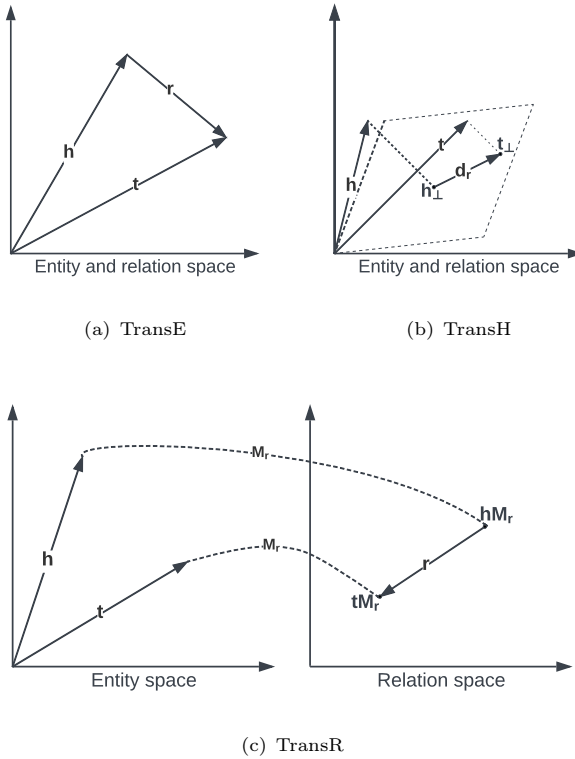 r
h
t
Entity and relation space
(a) TransE
t
t⊥
h
dᵣ
h⊥
Entity and relation space
(b) TransH
Mᵣ
hMᵣ
h
Mᵣ
r
t
tMᵣ
Entity space
Relation space
(c) TransR